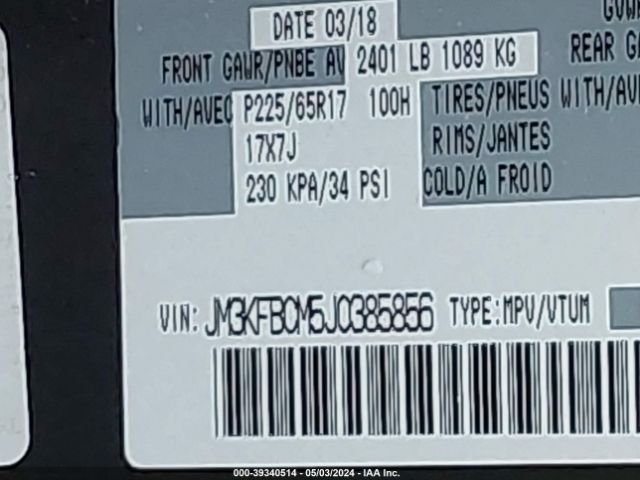 DATE 03/18
FRONT GAWR/PNBE AV 2401 LB 1089 KG REAR GA
WITH/AVEC P225/65R17 100H TIRES/PNEUS WITH/AVE
17X7J RIMS/JANTES
230 KPA/34 PSI COLD/A FROID
VIN: JM3KFBCM5J0385856 TYPE:MPV/VTUM
000-39340514 - 05/03/2024 - IAA Inc.